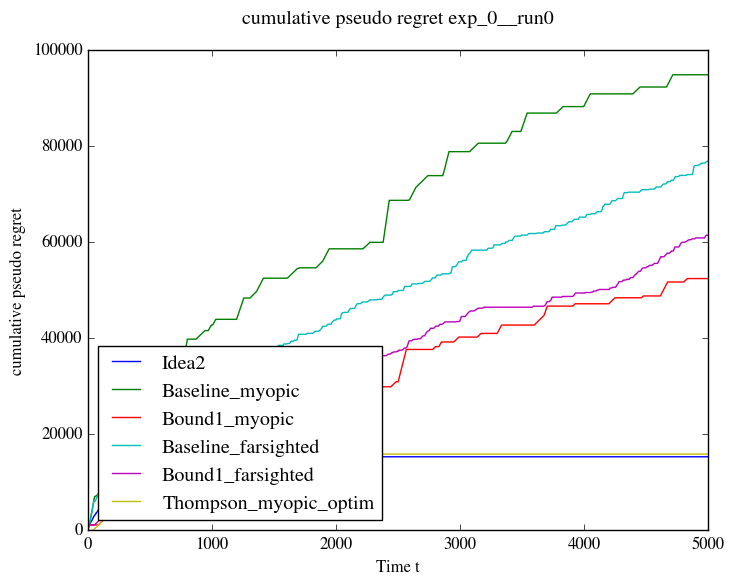 cumulative pseudo regret exp_0__run0
100000
80000
60000
40000
20000
0
cumulative pseudo regret
Idea2
Baseline_myopic
Bound1_myopic
Baseline_farsighted
Bound1_farsighted
Thompson_myopic_optim
0 1000 2000 3000 4000 5000
Time t